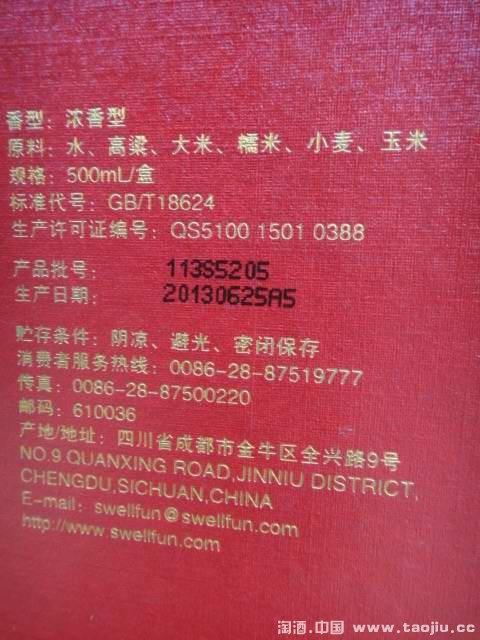 香型：浓香型
原料：水、高粱、大米、糯米、小麦、玉米
规格：500mL/盒
标准代号：GB/T18624
生产许可证编号：QS5100 1501 0388
产品批号：113S5205
生产日期：20130625A5
贮存条件：阴凉、避光、密闭保存
消费者服务热线：0086-28-87519777
传真：0086-28-87500220
邮码：610036
产地/地址：四川省成都市金牛区全兴路9号
NO.9 QUANXING ROAD,JINNIU DISTRICT,
CHENGDU,SICHUAN,CHINA
E-mail：swellfun@swellfun.com
http://www.swellfun.com
淘酒.中国 www.taojiu.cc